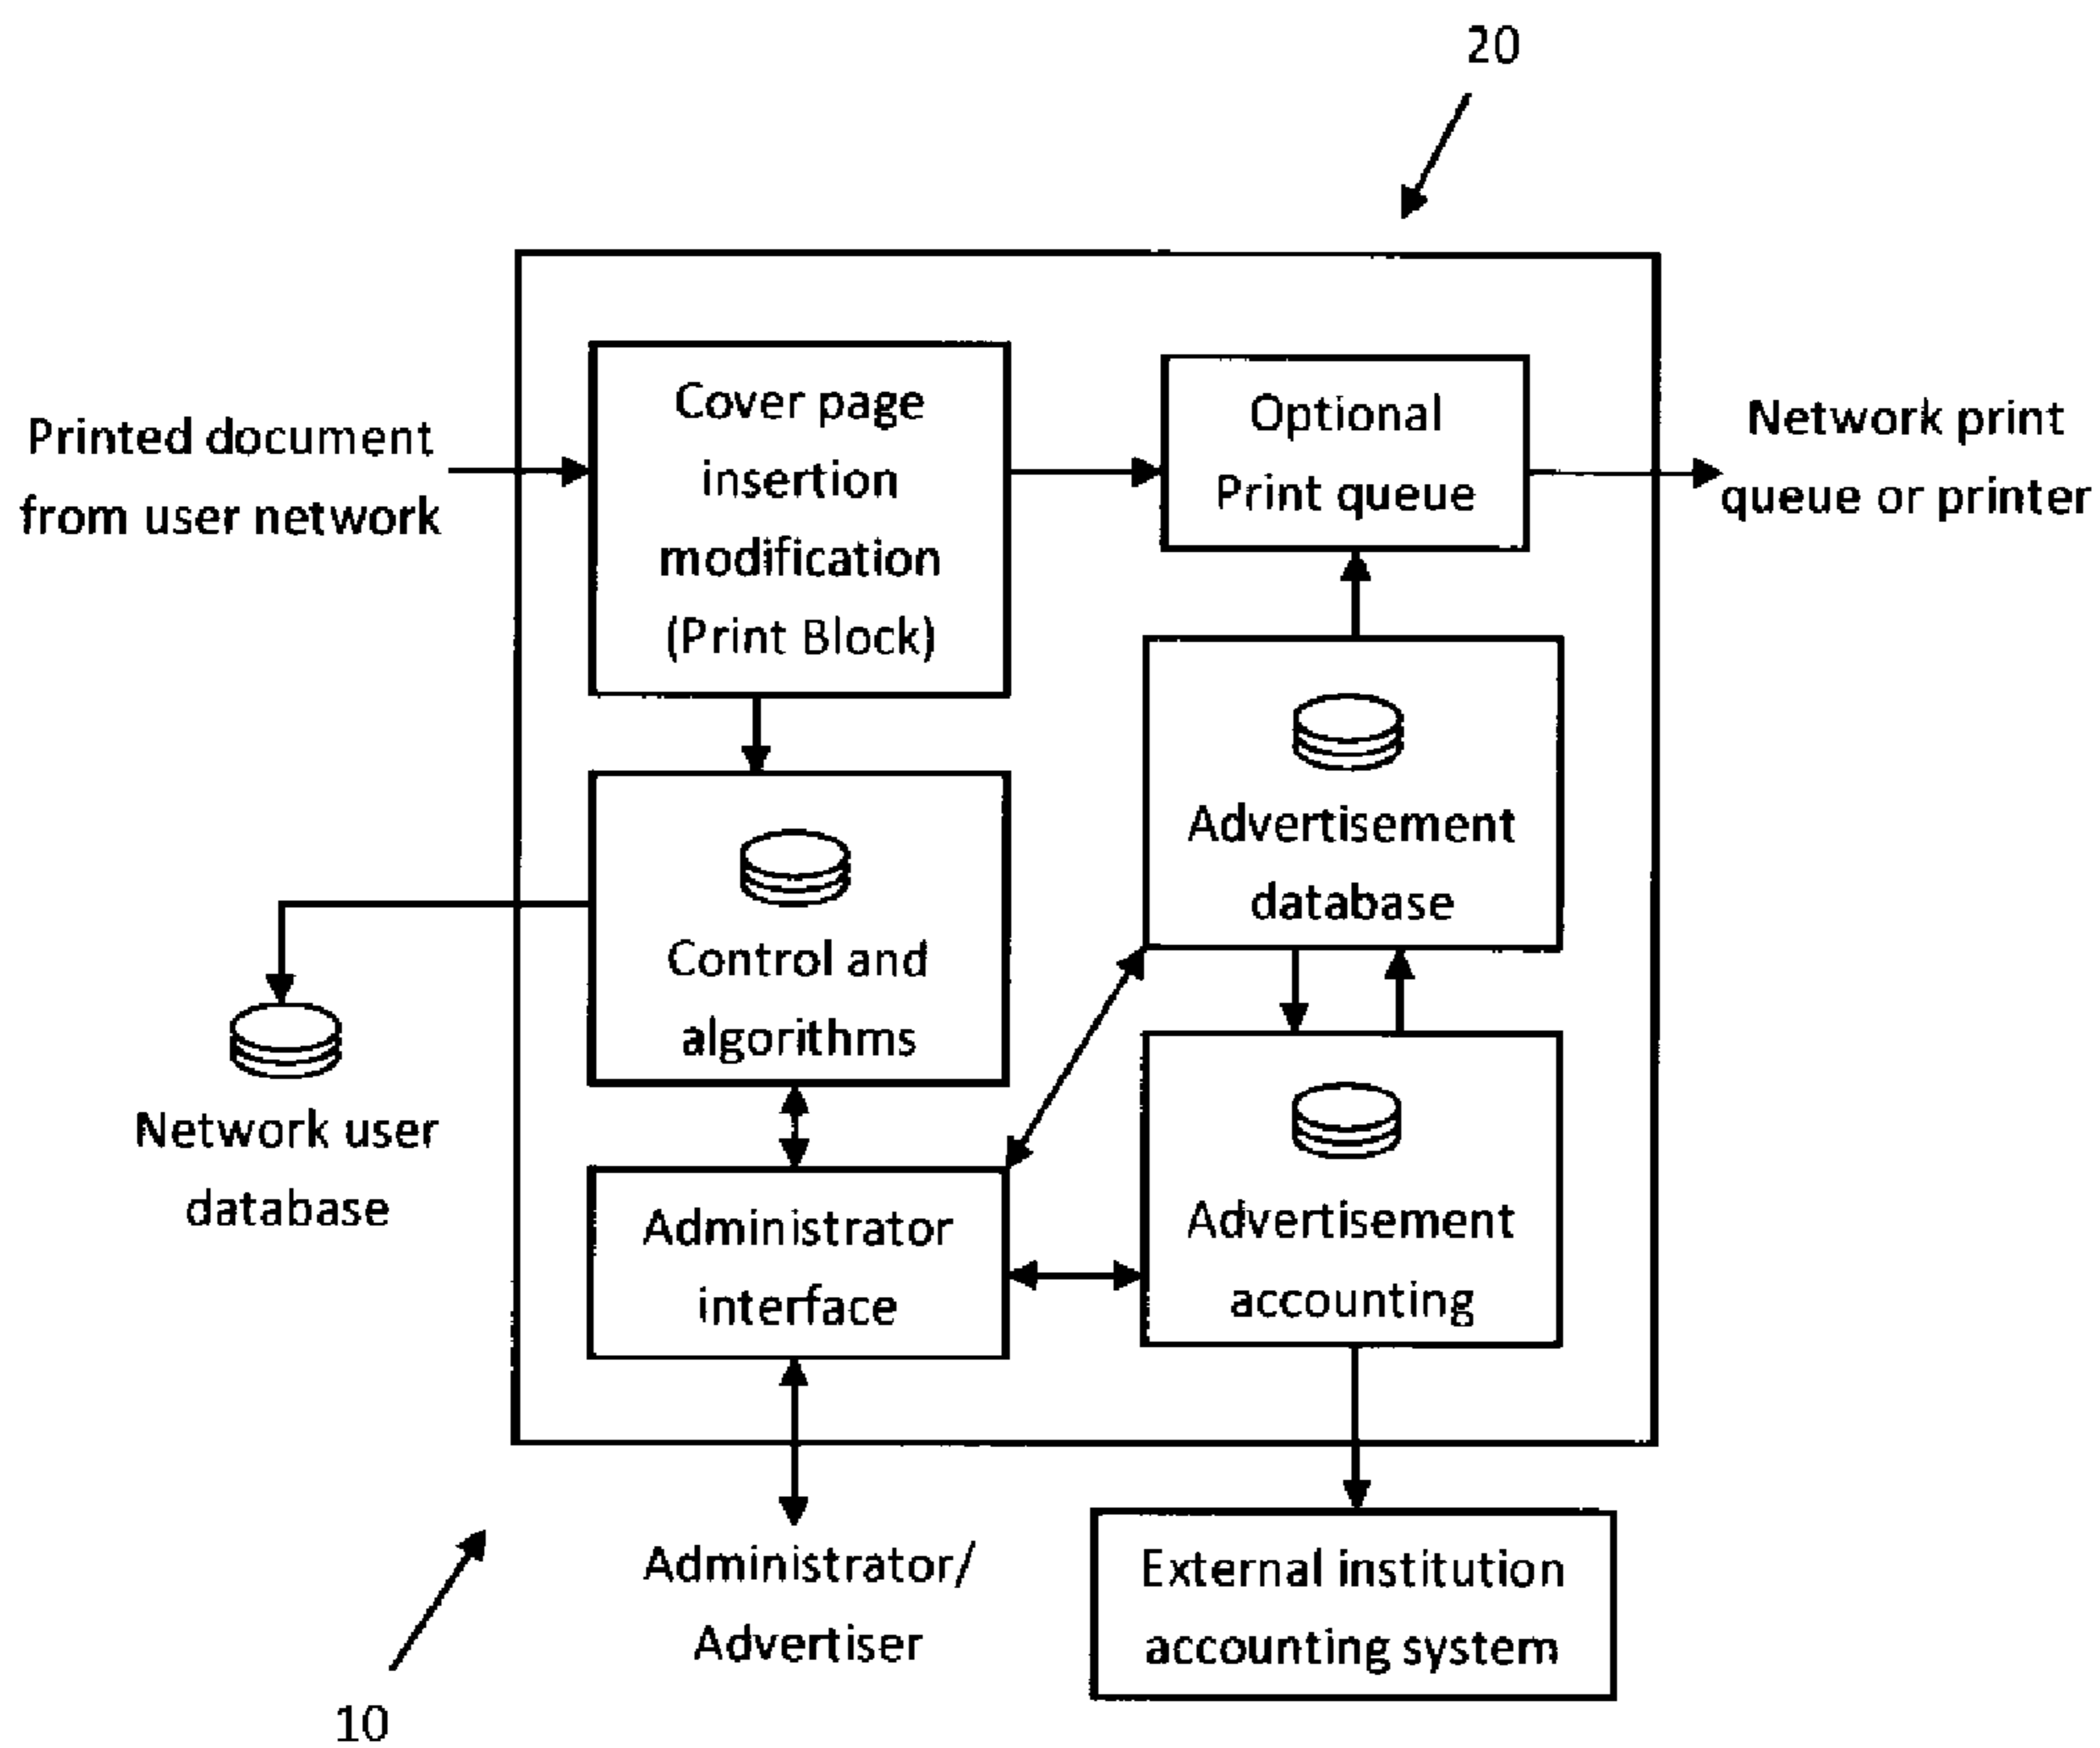 20
Printed document
from user network
Cover page
insertion
modification
(Print Block)
Optional
Print queue
Network print
queue or printer
Advertisement
database
Control and
algorithms
Network user
database
Administrator
interface
Advertisement
accounting
Administrator/
Advertiser
External institution
accounting system
10